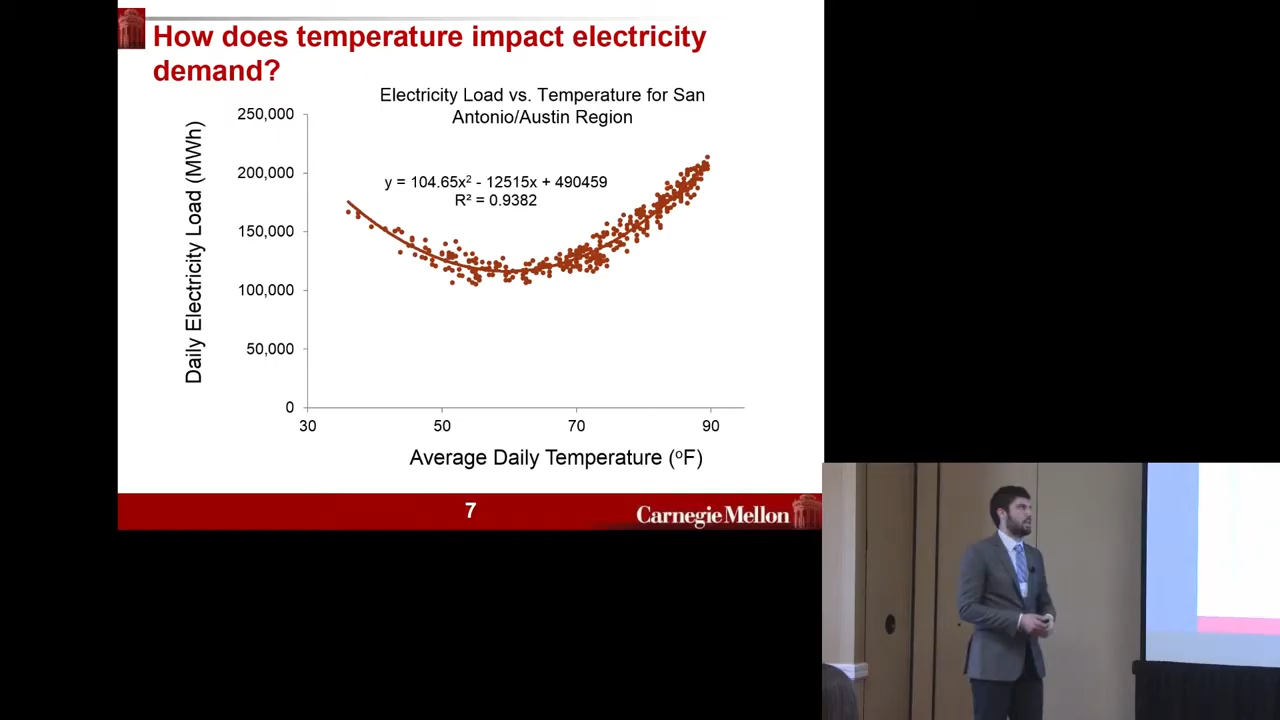 How does temperature impact electricity
demand?
Electricity Load vs. Temperature for San
Antonio/Austin Region
Daily Electricity Load (MWh)
250,000
200,000
150,000
100,000
50,000
0
y = 104.65x² - 12515x + 490459
R² = 0.9382
30 50 70 90
Average Daily Temperature (°F)
7 Carnegie Mellon